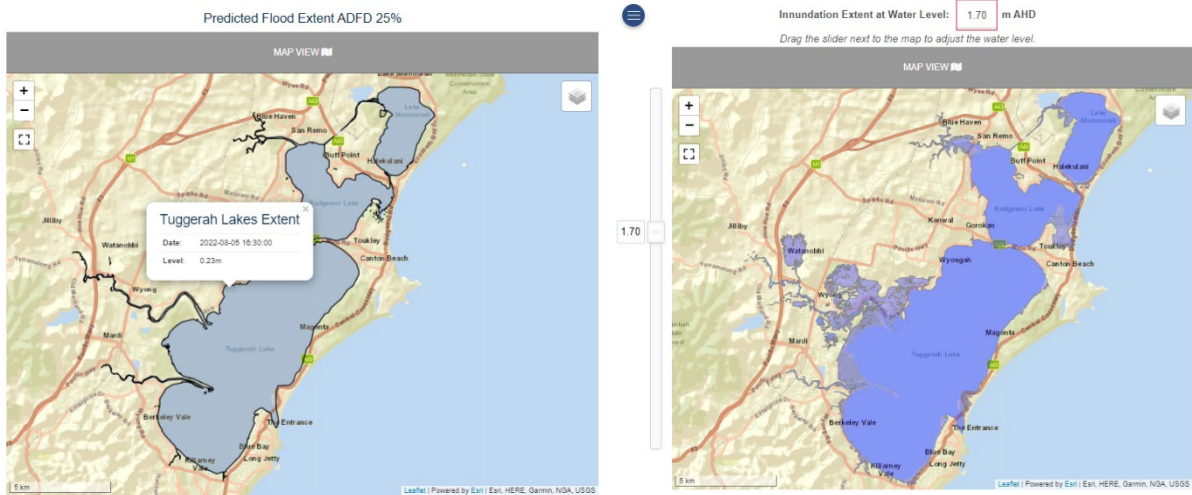 Predicted Flood Extent ADFD 25%
MAP VIEW
+
−
Blue Haven
San Remo
Buff Point
Halekulani
Budgewoi Lake
Tuggerah Lakes Extent
×
Date: 2022-08-05 16:30:00
Level: 0.23m
Jilliby
Watanobbi
Toukley
Canton Beach
Wyong
Mardi
Magenta
Tuggerah Lake
Berkeley Vale
The Entrance
Blue Bay
Long Jetty
Killarney
Vale
5 km
Leaflet | Powered by Esri | Esri, HERE, Garmin, NGA, USGS
Innundation Extent at Water Level: 1.70 m AHD
Drag the slider next to the map to adjust the water level.
MAP VIEW
1.70
+
−
Blue Haven
San Remo
Lake
Munmorah
Buff Point
Halekulani
Budgewoi Lake
Kanwal
Gorokan
Jilliby
Watanobbi
Toukley
Wyongah
Canton Beach
Wyong
Mardi
Magenta
Tuggerah Lake
Berkeley Vale
The Entrance
Blue Bay
Long Jetty
Killarney
Vale
5 km
Leaflet | Powered by Esri | Esri, HERE, Garmin, NGA, USGS